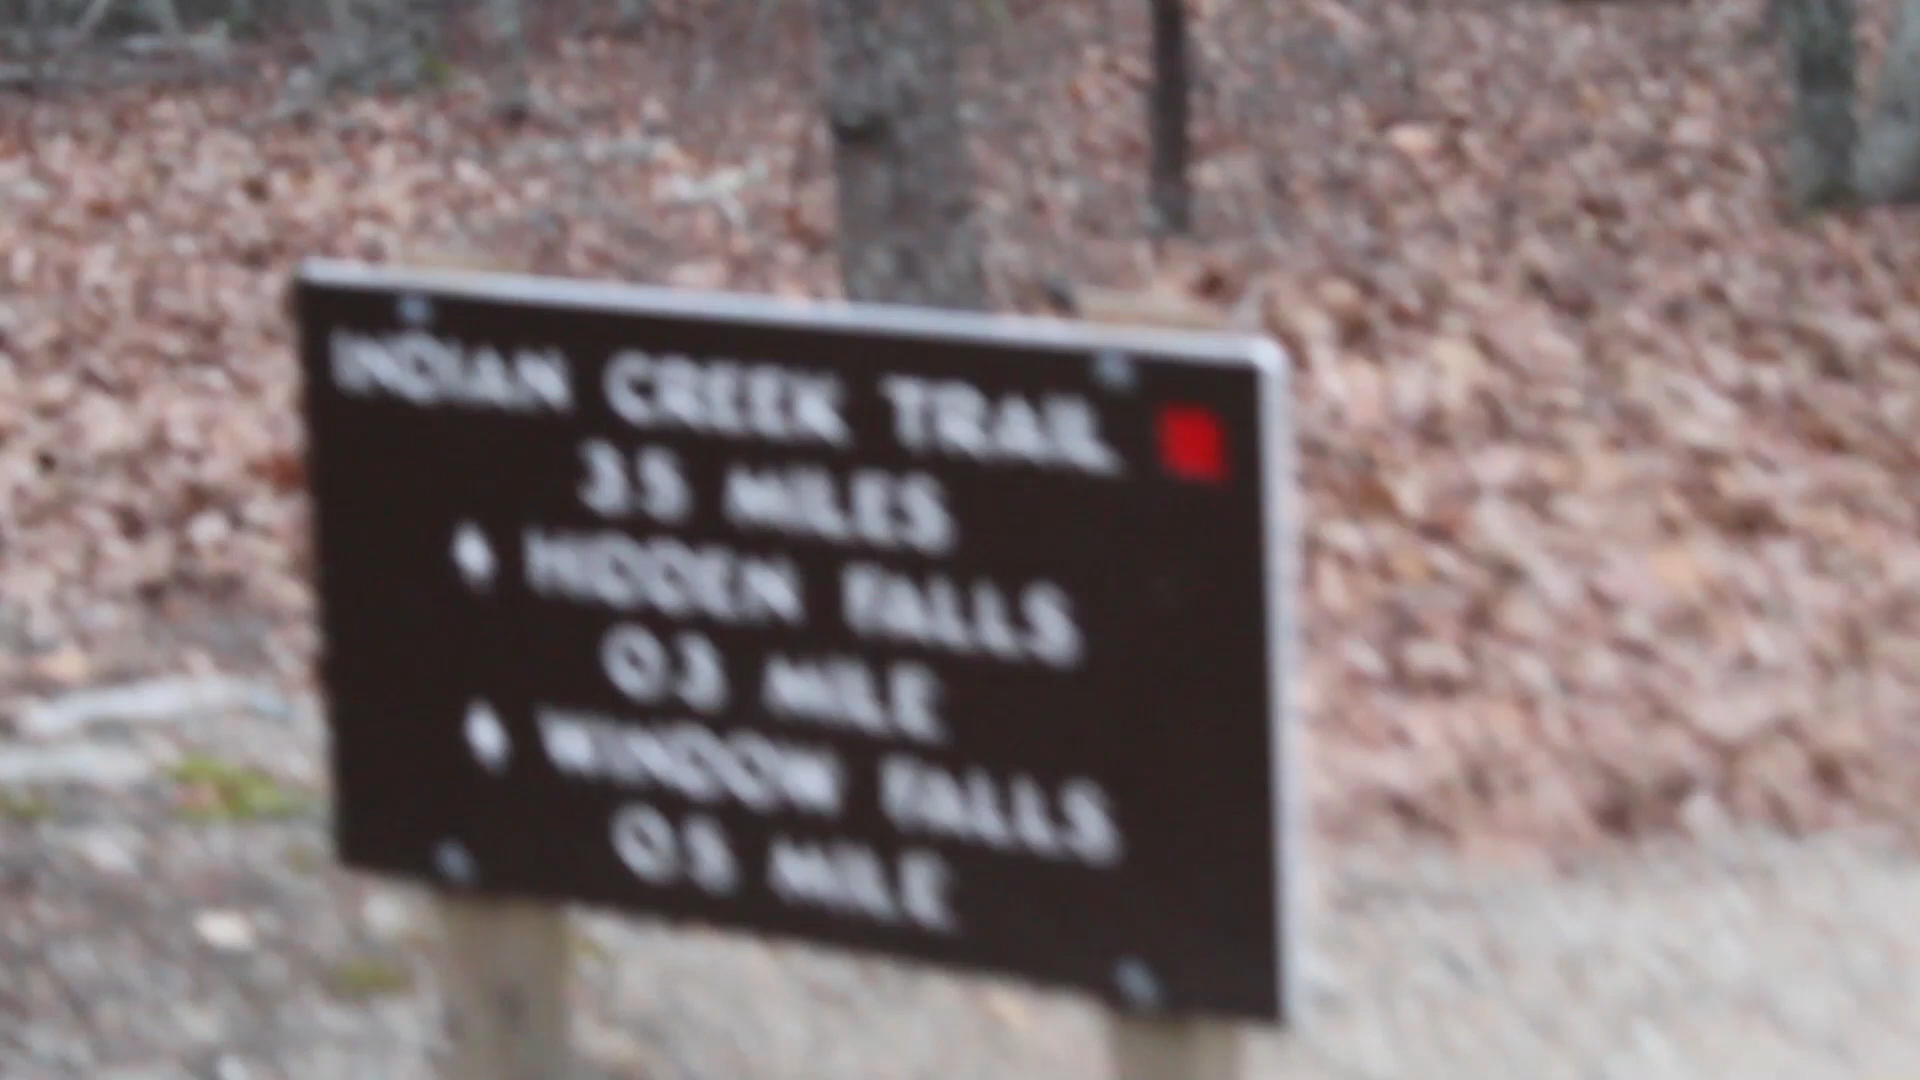 INDIAN CREEK TRAIL
3.5 MILES
HIDDEN FALLS
0.3 MILE
WINDOW FALLS
0.5 MILE